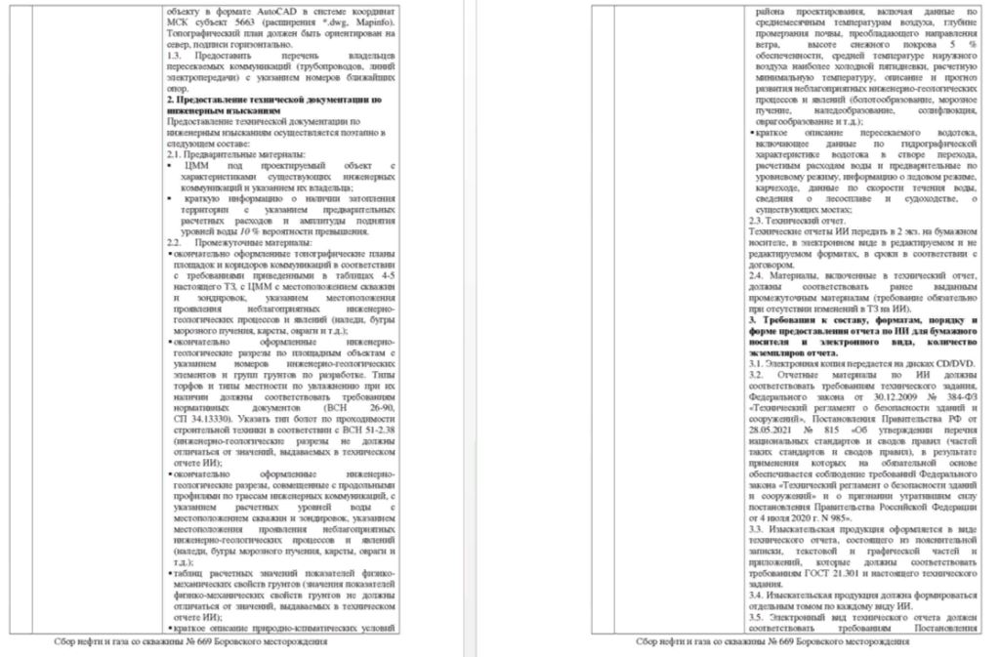 объекту в формате AutoCAD в системе координат
МСК субъект 5663 (расширения *.dwg, Mapinfo).
Топографический план должен быть ориентирован на
север, подписи горизонтально.
1.3. Предоставить перечень владельцев
пересекаемых коммуникаций (трубопроводов, линий
электропередачи) с указанием номеров ближайших
опор.
2. Предоставление технической документации по
инженерным изысканиям
Предоставление технической документации по
инженерным изысканиям осуществляется поэтапно в
следующем составе:
2.1. Предварительные материалы:
▪ ЦММ под проектируемый объект с
характеристиками существующих инженерных
коммуникаций и указанием их владельца;
▪ краткую информацию о наличии затопления
территории с указанием предварительных
расчетных расходов и амплитуды поднятия
уровней воды 10 % вероятности превышения.
2.2. Промежуточные материалы:
▪окончательно оформленные топографические планы
площадок и коридоров коммуникаций в соответствии
с требованиями приведенными в таблицах 4-5
настоящего ТЗ, с ЦММ с местоположением скважин
и зондировок, указанием местоположения
проявления неблагоприятных инженерно-
геологических процессов и явлений (наледи, бугры
морозного пучения, карсты, овраги и т.д.);
▪окончательно оформленные инженерно-
геологические разрезы по площадным объектам с
указанием номеров инженерно-геологических
элементов и групп грунтов по разработке. Типы
торфов и типы местности по увлажнению при их
наличии должны соответствовать требованиям
нормативных документов (ВСН 26-90,
СП 34.13330). Указать тип болот по проходимости
строительной техники в соответствии с ВСН 51-2.38
(инженерно-геологические разрезы не должны
отличаться от значений, выдаваемых в техническом
отчете ИИ);
▪окончательно оформленные инженерно-
геологические разрезы, совмещенные с продольными
профилями по трассам инженерных коммуникаций, с
указанием расчетных уровней воды с
местоположением скважин и зондировок, указанием
местоположения проявления неблагоприятных
инженерно-геологических процессов и явлений
(наледи, бугры морозного пучения, карсты, овраги и
т.д.);
▪таблиц расчетных значений показателей физико-
механических свойств грунтов (значения показателей
физико-механических свойств грунтов не должны
отличаться от значений, выдаваемых в техническом
отчете ИИ);
▪краткое описание природно-климатических условий
Сбор нефти и газа со скважины № 669 Боровского месторождения
района проектирования, включая данные по
среднемесячным температурам воздуха, глубине
промерзания почвы, преобладающего направления
ветра, высоте снежного покрова 5 %
обеспеченности, средней температуре наружного
воздуха наиболее холодной пятидневки, расчетную
минимальную температуру, описание и прогноз
развития неблагоприятных инженерно-геологических
процессов и явлений (болотообразование, морозное
пучение, наледеобразование, солифлюкция,
оврагообразование и т.д.);
▪краткое описание пересекаемого водотока,
включающее данные по гидрографической
характеристике водотока в створе перехода,
расчетным расходам воды и предварительные по
уровневому режиму, информацию о ледовом режиме,
карчеходе, данные по скорости течения воды,
сведения о лесосплаве и судоходстве, о
существующих мостах;
2.3. Технический отчет.
Технические отчеты ИИ передать в 2 экз. на бумажном
носителе, в электронном виде в редактируемом и не
редактируемом форматах, в сроки в соответствии с
договором.
2.4. Материалы, включенные в технический отчет,
должны соответствовать ранее выданным
промежуточным материалам (требование обязательно
при отсутствии изменений в ТЗ на ИИ).
3. Требования к составу, форматам, порядку и
форме предоставления отчета по ИИ для бумажного
носителя и электронного вида, количество
экземпляров отчета.
3.1. Электронная копия передается на дисках CD/DVD.
3.2. Отчетные материалы по ИИ должны
соответствовать требованиям технического задания,
Федерального закона от 30.12.2009 № 384-ФЗ
«Технический регламент о безопасности зданий и
сооружений», Постановления Правительства РФ от
28.05.2021 № 815 «Об утверждении перечня
национальных стандартов и сводов правил (частей
таких стандартов и сводов правил), в результате
применения которых на обязательной основе
обеспечивается соблюдение требований Федерального
закона «Технический регламент о безопасности зданий
и сооружений» и о признании утратившим силу
постановления Правительства Российской Федерации
от 4 июля 2020 г. N 985».
3.3. Изыскательская продукция оформляется в виде
технического отчета, состоящего из пояснительной
записки, текстовой и графической частей и
приложений, которые должны соответствовать
требованиям ГОСТ 21.301 и настоящего технического
задания.
3.4. Изыскательская продукция должна формироваться
отдельным томом по каждому виду ИИ.
3.5. Электронный вид технического отчета должен
соответствовать требованиям Постановления
Сбор нефти и газа со скважины № 669 Боровского месторождения